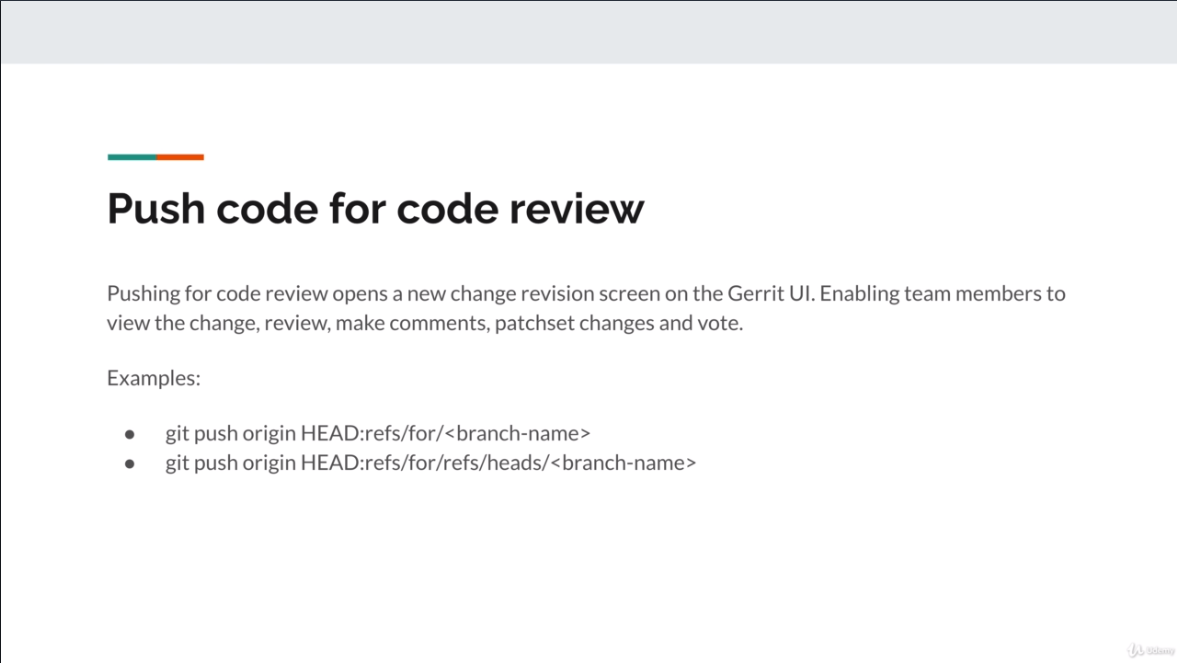 Push code for code review
Pushing for code review opens a new change revision screen on the Gerrit UI. Enabling team members to
view the change, review, make comments, patchset changes and vote.
Examples:
● git push origin HEAD:refs/for/<branch-name>
● git push origin HEAD:refs/for/refs/heads/<branch-name>
Udemy